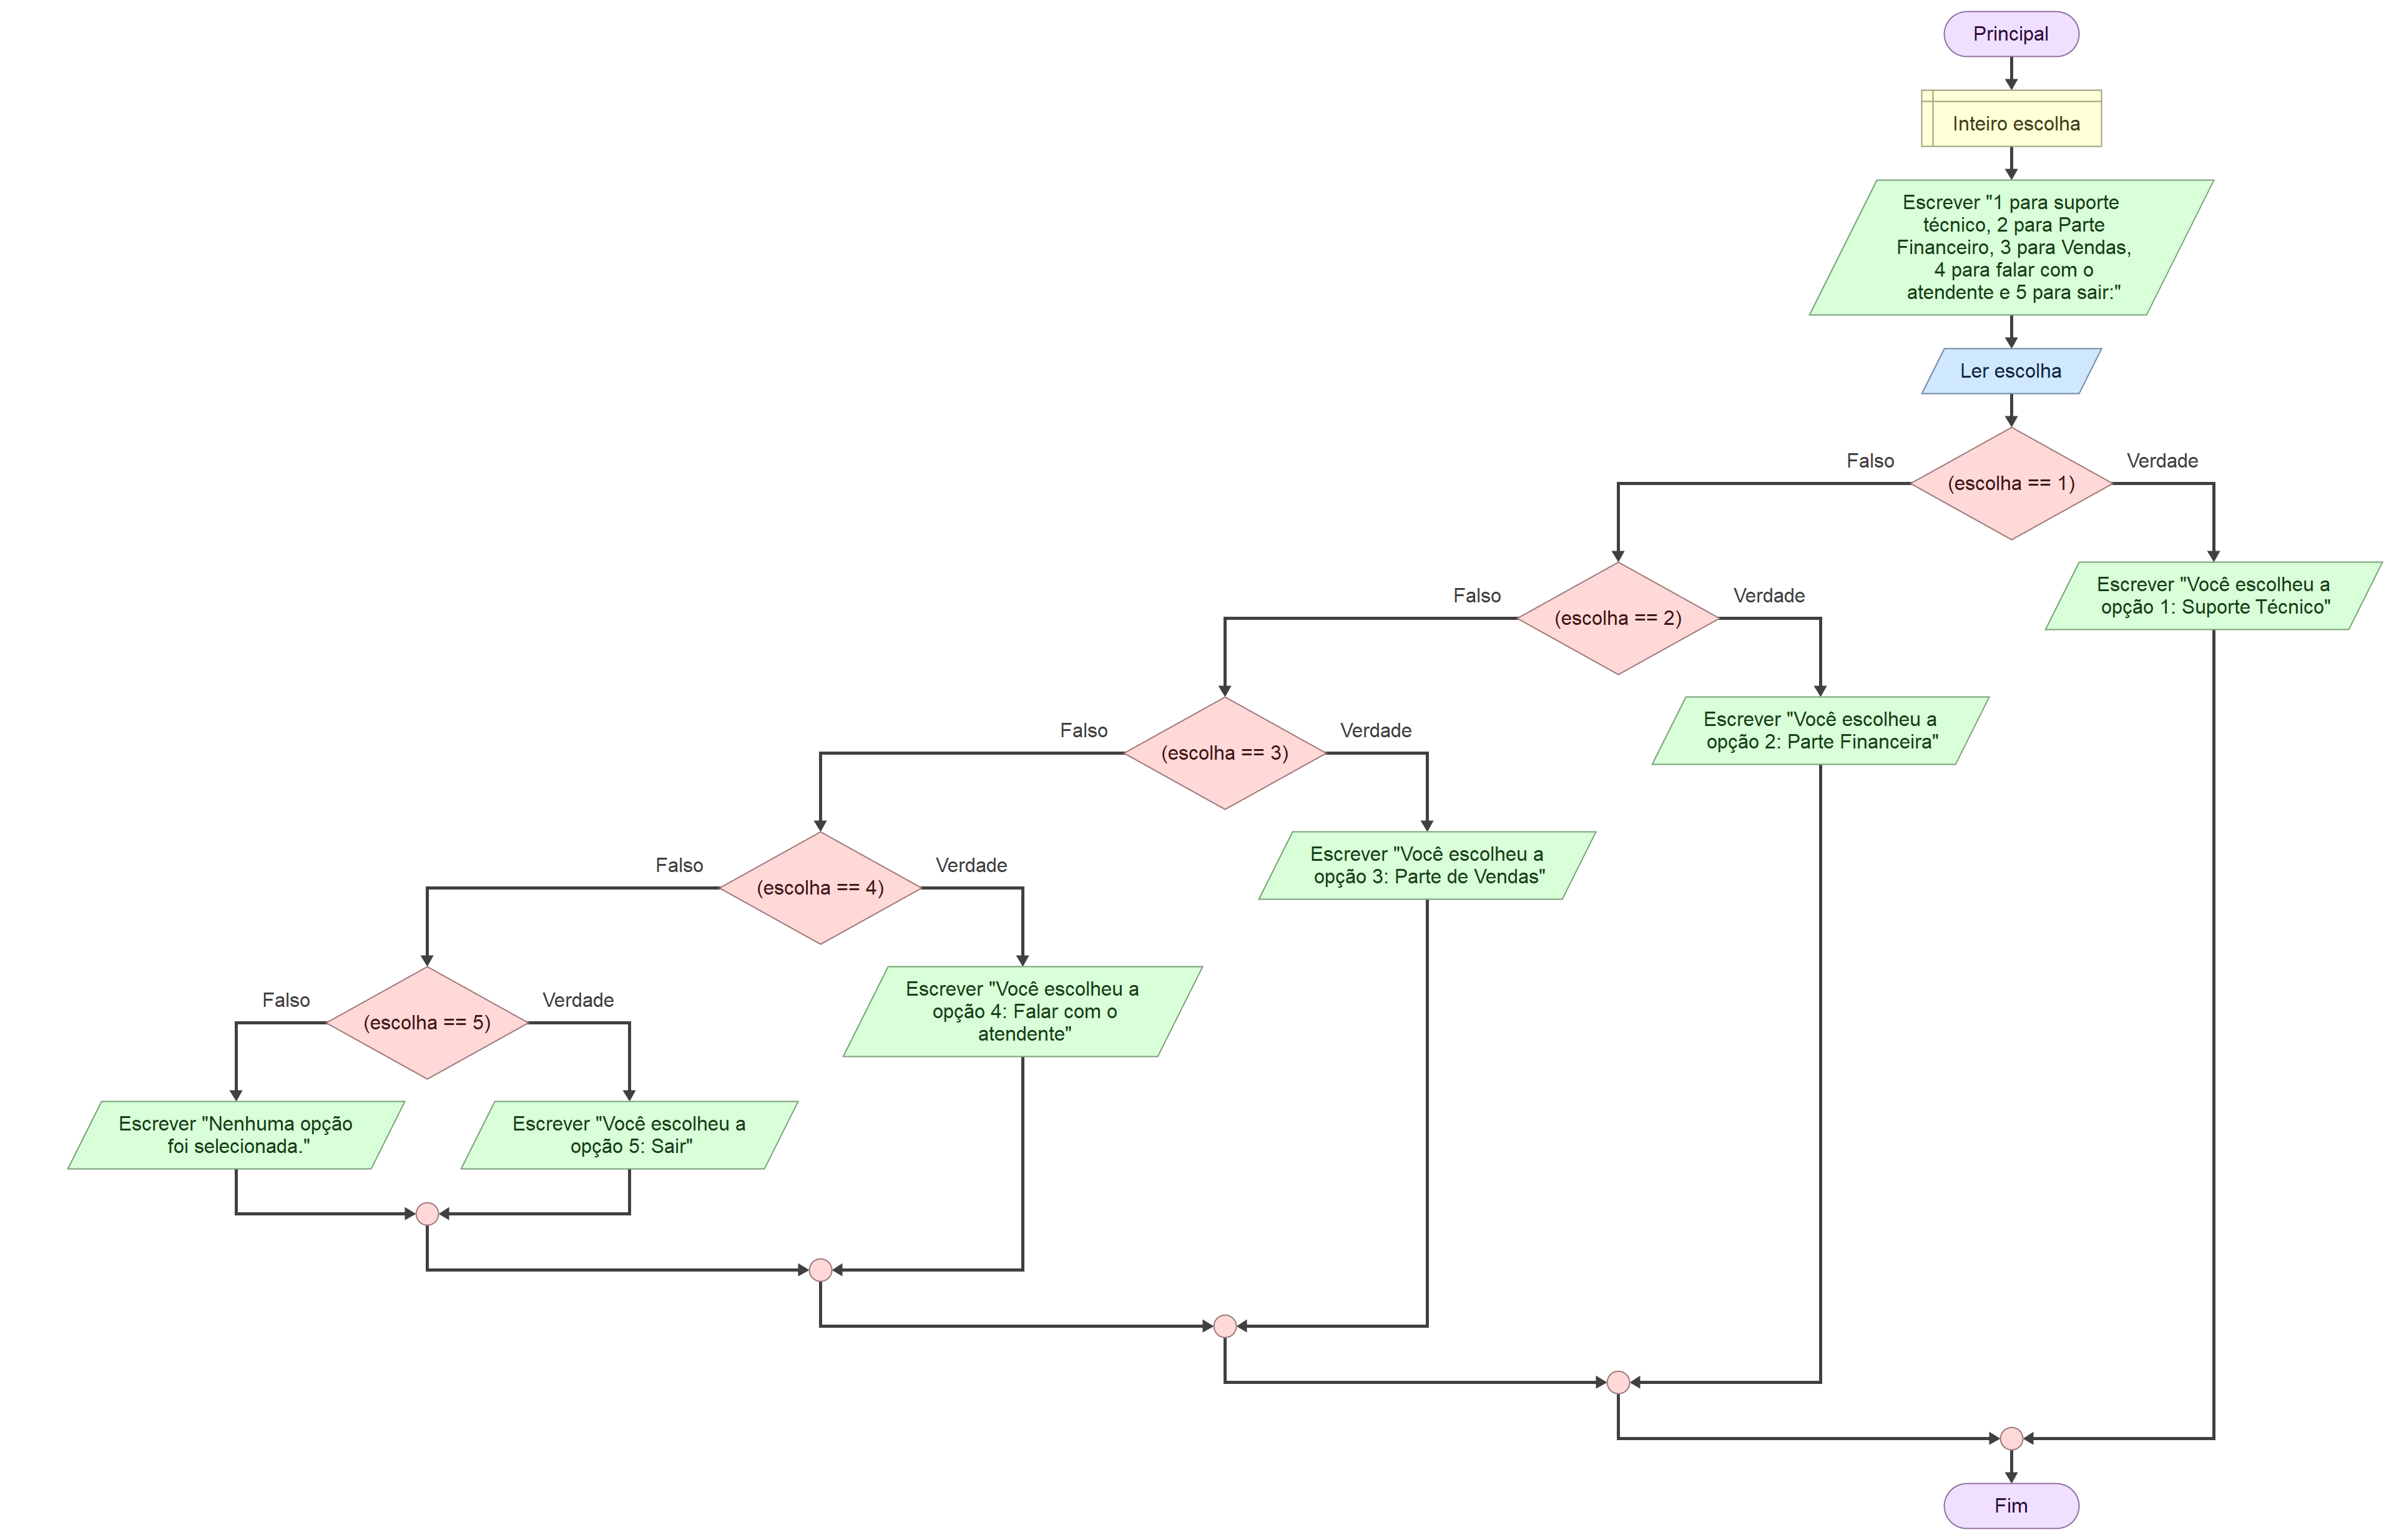 Principal
Inteiro escolha
Escrever "1 para suporte
técnico, 2 para Parte
Financeiro, 3 para Vendas,
4 para falar com o
atendente e 5 para sair:"
Ler escolha
Falso
(escolha == 1)
Verdade
Escrever "Você escolheu a
opção 1: Suporte Técnico"
Falso
(escolha == 2)
Verdade
Escrever "Você escolheu a
opção 2: Parte Financeira"
Falso
(escolha == 3)
Verdade
Escrever "Você escolheu a
opção 3: Parte de Vendas"
Falso
(escolha == 4)
Verdade
Escrever "Você escolheu a
opção 4: Falar com o
atendente"
Falso
(escolha == 5)
Verdade
Escrever "Nenhuma opção
foi selecionada."
Escrever "Você escolheu a
opção 5: Sair"
Fim